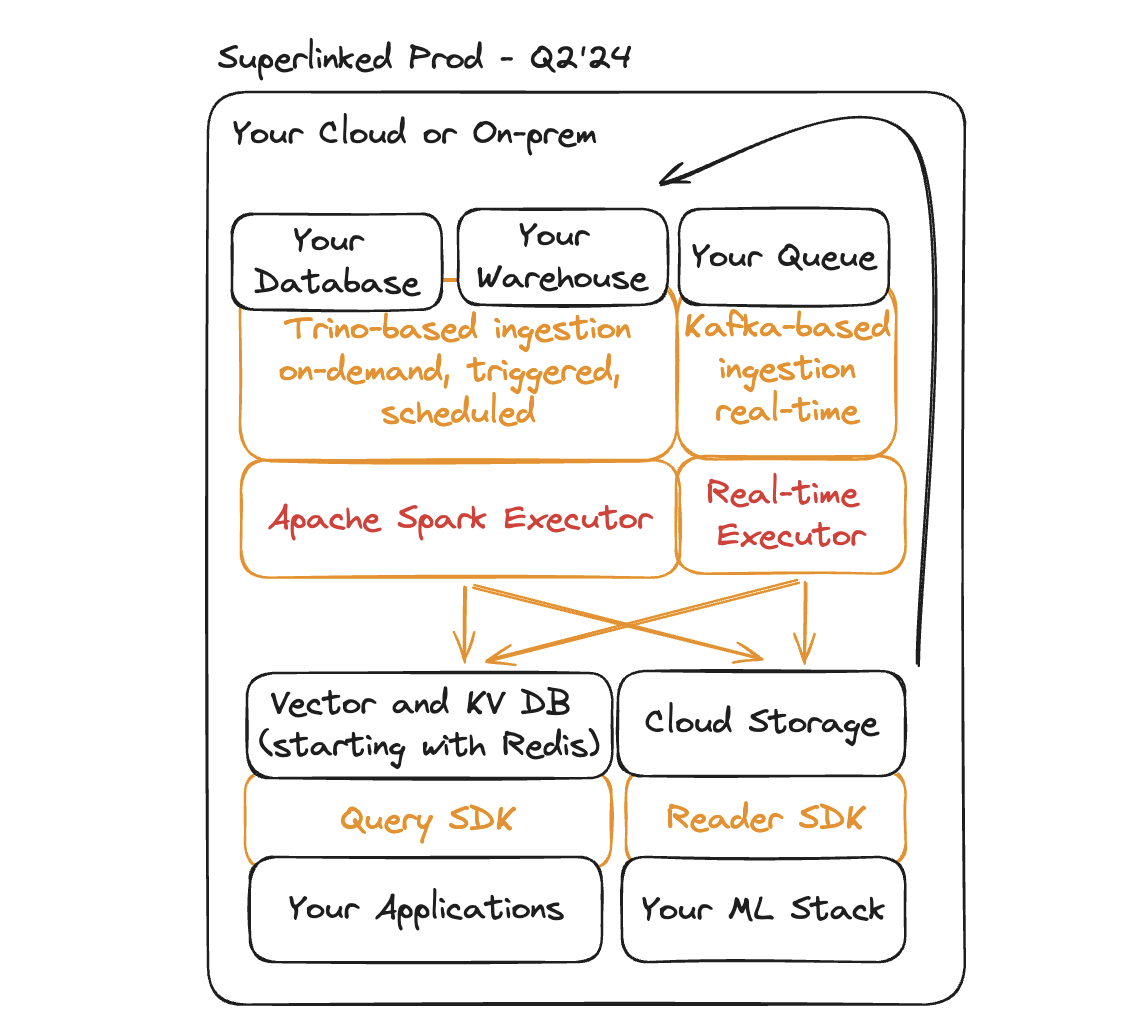 Superlinked Prod - Q2'24
Your Cloud or On-prem
Your
Database
Your
Warehouse
Your Queue
Trino-based ingestion
on-demand, triggered,
scheduled
Kafka-based
ingestion
real-time
Apache Spark Executor
Real-time
Executor
Vector and KV DB
(starting with Redis)
Cloud Storage
Query SDK
Reader SDK
Your Applications
Your ML Stack